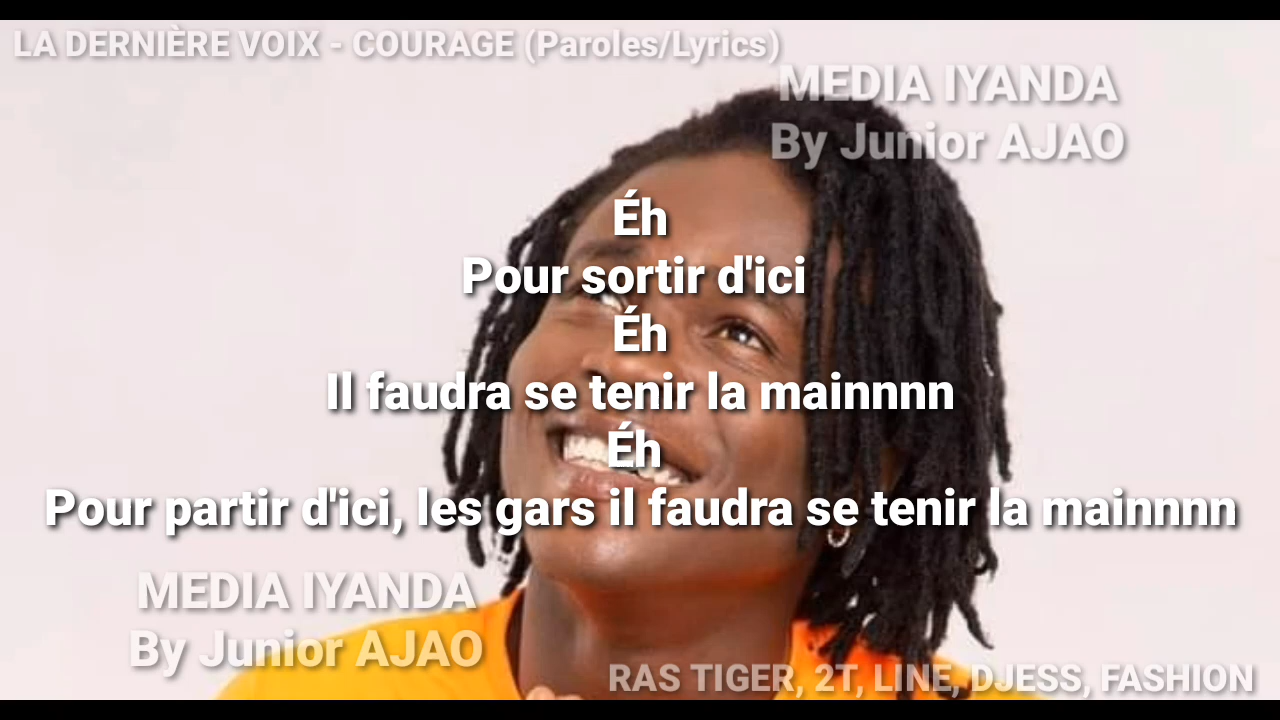 LA DERNIÈRE VOIX - COURAGE (Paroles/Lyrics)
MEDIA IYANDA
By Junior AJAO
Éh
Pour sortir d'ici
Éh
Il faudra se tenir la mainnnn
Éh
Pour partir d'ici, les gars il faudra se tenir la mainnnn
MEDIA IYANDA
By Junior AJAO
RAS TIGER, 2T, LINE, DJESS, FASHION